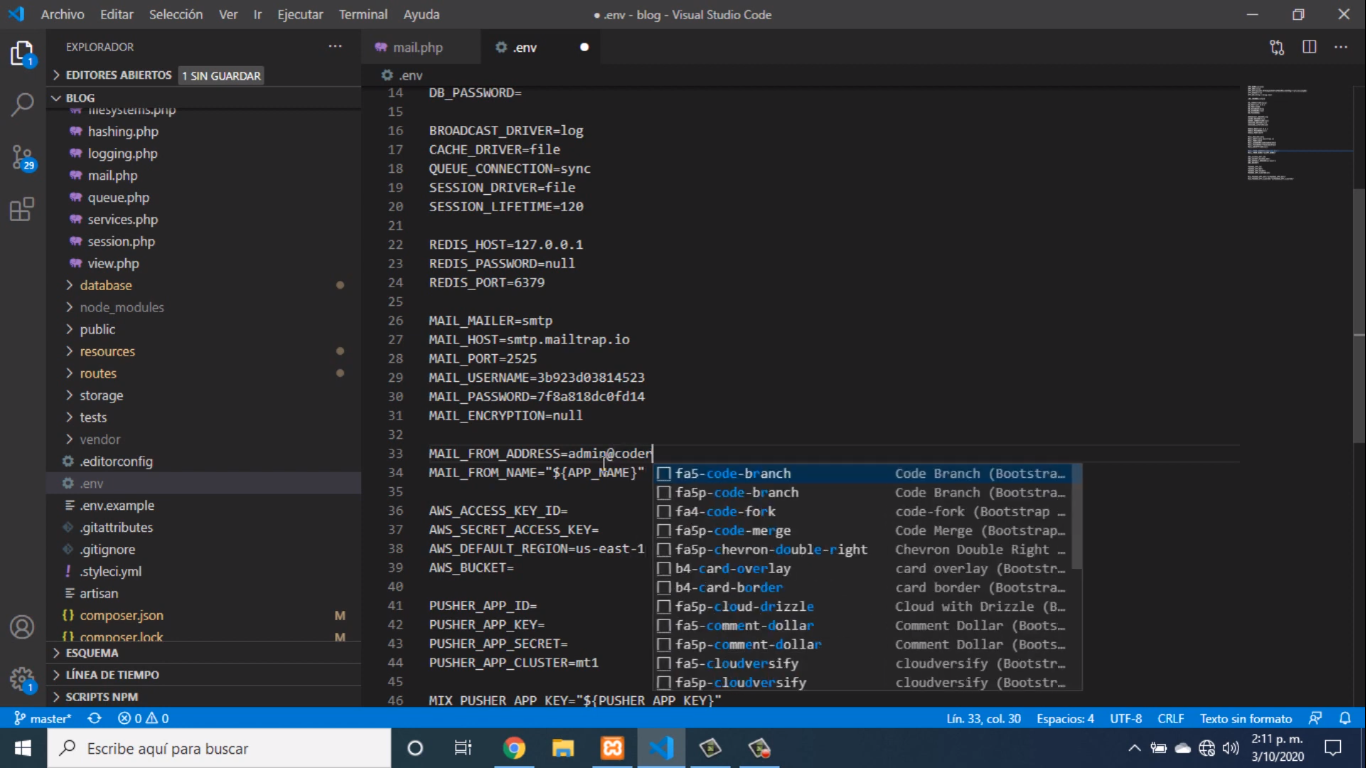 Archivo Editar Selección Ver Ir Ejecutar Terminal Ayuda ● .env - blog - Visual Studio Code
EXPLORADOR ···
EDITORES ABIERTOS 1 SIN GUARDAR
BLOG
filesystems.php
hashing.php
logging.php
mail.php
queue.php
services.php
session.php
view.php
database
node_modules
public
resources
routes
storage
tests
vendor
.editorconfig
.env
.env.example
.gitattributes
.gitignore
.styleci.yml
artisan
composer.json M
composer.lock M
ESQUEMA
LÍNEA DE TIEMPO
SCRIPTS NPM
1
29
1
mail.php .env
.env
14 DB_PASSWORD=
15
16 BROADCAST_DRIVER=log
17 CACHE_DRIVER=file
18 QUEUE_CONNECTION=sync
19 SESSION_DRIVER=file
20 SESSION_LIFETIME=120
21
22 REDIS_HOST=127.0.0.1
23 REDIS_PASSWORD=null
24 REDIS_PORT=6379
25
26 MAIL_MAILER=smtp
27 MAIL_HOST=smtp.mailtrap.io
28 MAIL_PORT=2525
29 MAIL_USERNAME=3b923d03814523
30 MAIL_PASSWORD=7f8a818dc0fd14
31 MAIL_ENCRYPTION=null
32
33 MAIL_FROM_ADDRESS=admin@coder
34 MAIL_FROM_NAME="${APP_NAME}"
35
36 AWS_ACCESS_KEY_ID=
37 AWS_SECRET_ACCESS_KEY=
38 AWS_DEFAULT_REGION=us-east-1
39 AWS_BUCKET=
40
41 PUSHER_APP_ID=
42 PUSHER_APP_KEY=
43 PUSHER_APP_SECRET=
44 PUSHER_APP_CLUSTER=mt1
45
46 MIX_PUSHER_APP_KEY="${PUSHER_APP_KEY}"
fa5-code-branch Code Branch (Bootstra…
fa5p-code-branch Code Branch (Bootstra…
fa4-code-fork code-fork (Bootstrap …
fa5p-code-merge Code Merge (Bootstrap…
fa5p-chevron-double-right Chevron Double Right …
b4-card-overlay card overlay (Bootstr…
b4-card-border card border (Bootstra…
fa5p-cloud-drizzle Cloud with Drizzle (B…
fa5-comment-dollar Comment Dollar (Boots…
fa5p-comment-dollar Comment Dollar (Boots…
fa5-cloudversify cloudversify (Bootstr…
fa5p-cloudversify cloudversify (Bootstr…
master* 0 0 Lín. 33, col. 30 Espacios: 4 UTF-8 CRLF Texto sin formato
Escribe aquí para buscar
2:11 p. m.
3/10/2020